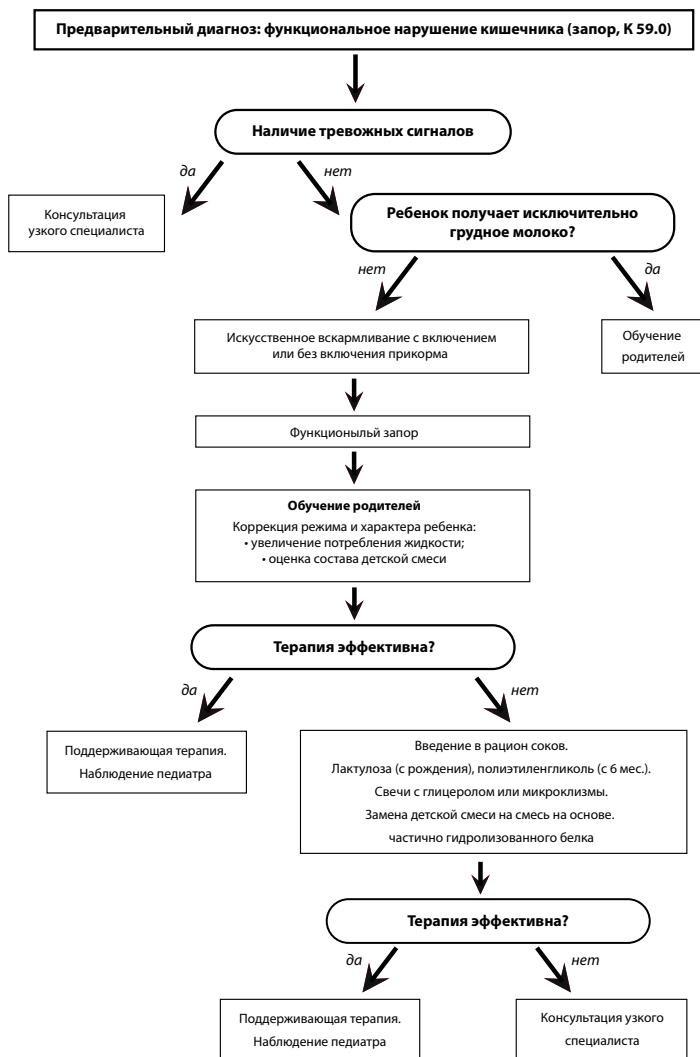 Предварительный диагноз: функциональное нарушение кишечника (запор, К 59.0)
Наличие тревожных сигналов
да
нет
Консультация
узкого специалиста
Ребенок получает исключительно
грудное молоко?
нет
да
Искусственное вскармливание с включением
или без включения прикорма
Обучение
родителей
Функционыльй запор
Обучение родителей
Коррекция режима и характера ребенка:
• увеличение потребления жидкости;
• оценка состава детской смеси
Терапия эффективна?
да
нет
Поддерживающая терапия.
Наблюдение педиатра
Введение в рацион соков.
Лактулоза (с рождения), полиэтиленгликоль (с 6 мес.).
Свечи с глицеролом или микроклизмы.
Замена детской смеси на смесь на основе.
частично гидролизованного белка
Терапия эффективна?
да
нет
Поддерживающая терапия.
Наблюдение педиатра
Консультация узкого
специалиста